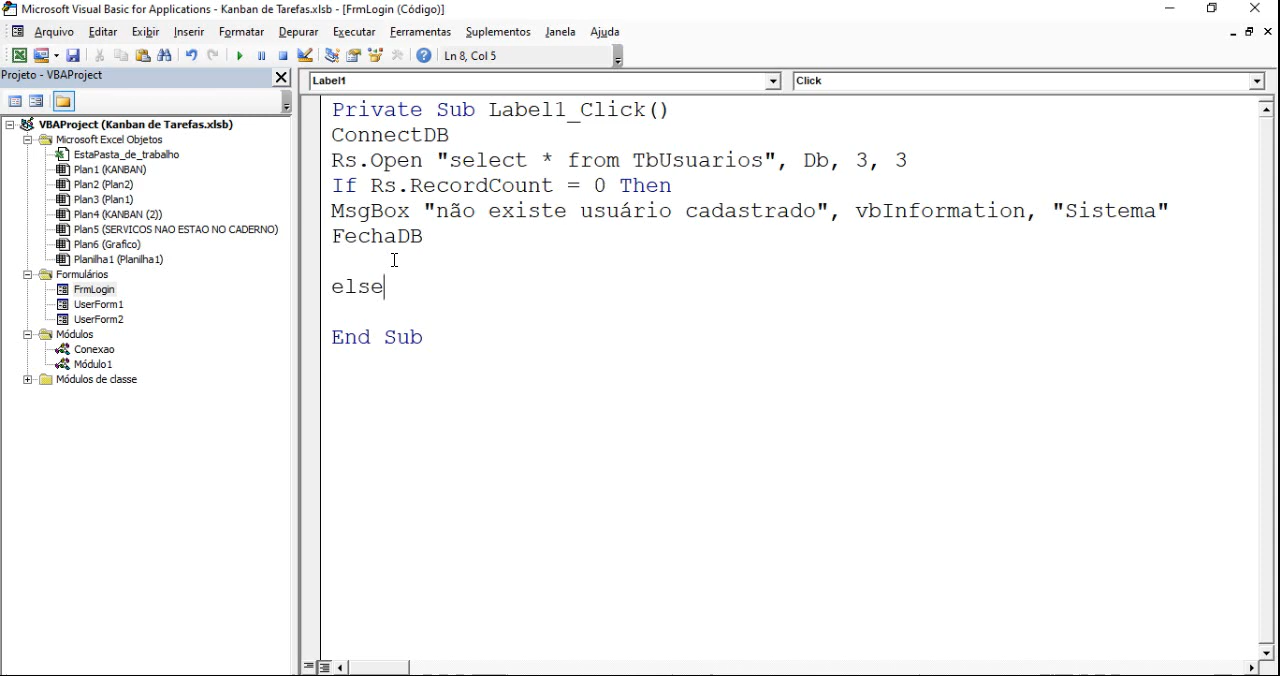 Microsoft Visual Basic for Applications - Kanban de Tarefas.xlsb - [FrmLogin (Código)]
Arquivo Editar Exibir Inserir Formatar Depurar Executar Ferramentas Suplementos Janela Ajuda
Ln 8, Col 5
Projeto - VBAProject
Label1 Click
VBAProject (Kanban de Tarefas.xlsb)
Microsoft Excel Objetos
EstaPasta_de_trabalho
Plan1 (KANBAN)
Plan2 (Plan2)
Plan3 (Plan1)
Plan4 (KANBAN (2))
Plan5 (SERVICOS NAO ESTAO NO CADERNO)
Plan6 (Grafico)
Planilha1 (Planilha1)
Formulários
FrmLogin
UserForm1
UserForm2
Módulos
Conexao
Módulo1
Módulos de classe
Private Sub Label1_Click()
ConnectDB
Rs.Open "select * from TbUsuarios", Db, 3, 3
If Rs.RecordCount = 0 Then
MsgBox "não existe usuário cadastrado", vbInformation, "Sistema"
FechaDB
else
End Sub